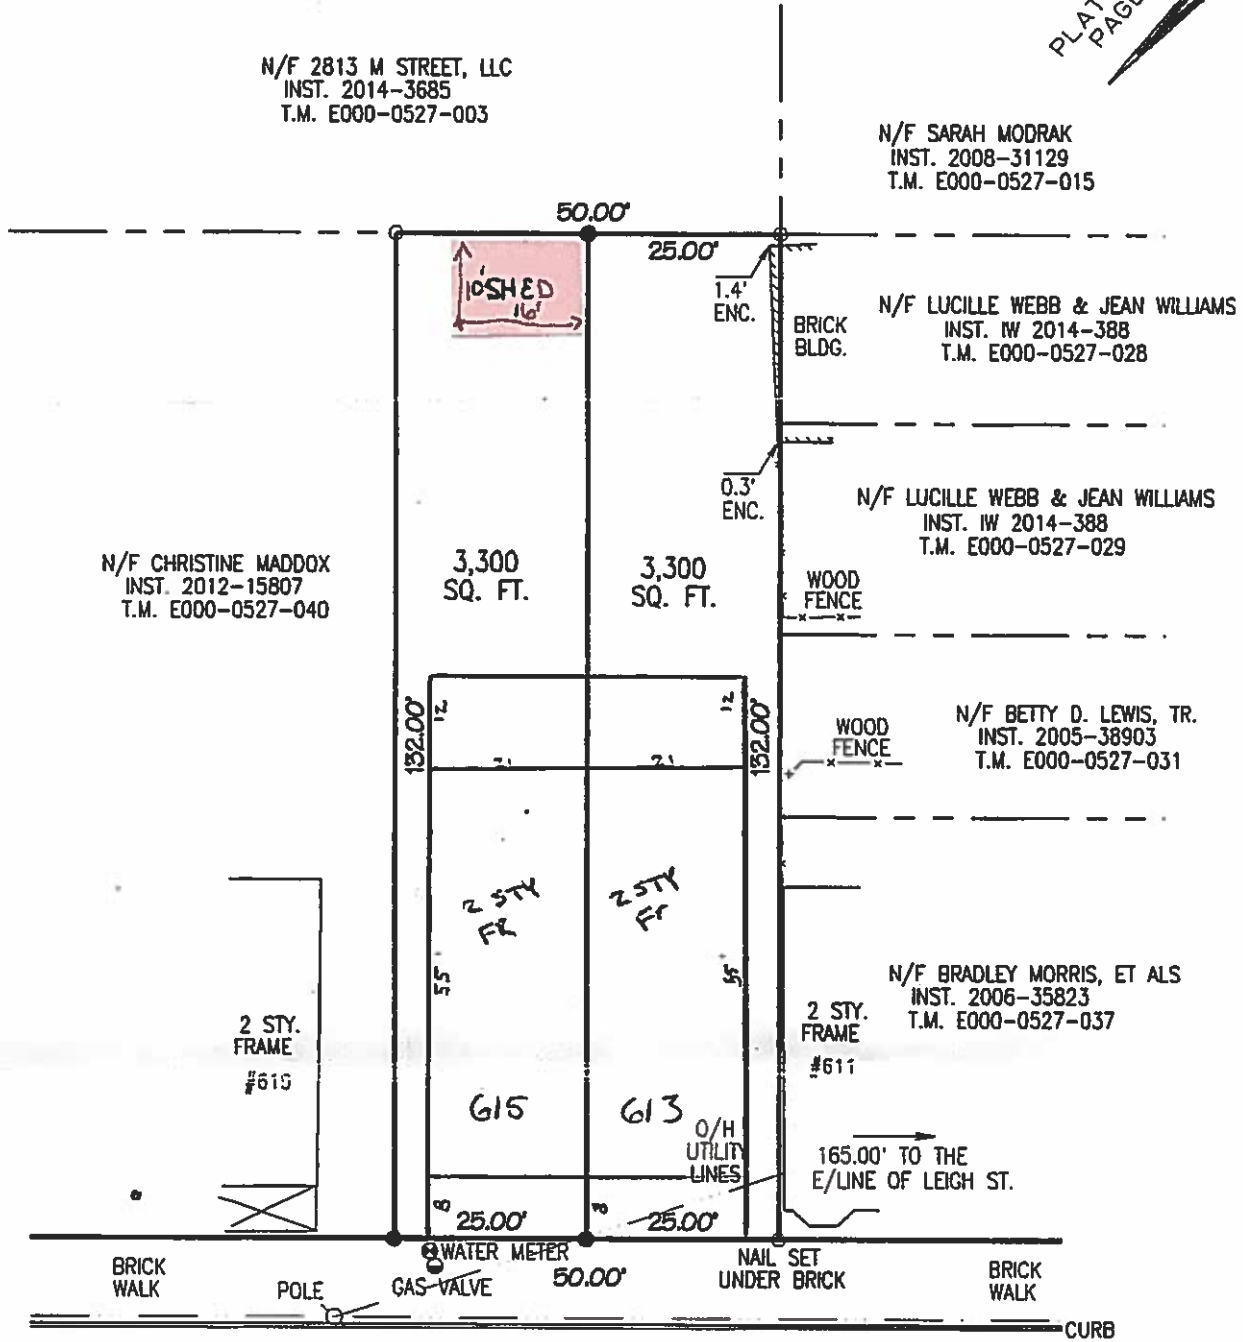 PLAT
PAGE
N/F 2813 M STREET, LLC
INST. 2014-3685
T.M. E000-0527-003
N/F SARAH MODRAK
INST. 2008-31129
T.M. E000-0527-015
50.00'
25.00'
10' SHED
16'
1.4'
ENC.
BRICK
BLDG.
N/F LUCILLE WEBB & JEAN WILLIAMS
INST. IW 2014-388
T.M. E000-0527-028
0.3'
ENC.
N/F LUCILLE WEBB & JEAN WILLIAMS
INST. IW 2014-388
T.M. E000-0527-029
N/F CHRISTINE MADDOX
INST. 2012-15807
T.M. E000-0527-040
3,300
SQ. FT.
3,300
SQ. FT.
WOOD
FENCE
132.00'
12
12
132.00'
21
21
WOOD
FENCE
N/F BETTY D. LEWIS, TR.
INST. 2005-38903
T.M. E000-0527-031
2 STY
FR
2 STY
Fr
55
55
N/F BRADLEY MORRIS, ET ALS
INST. 2006-35823
T.M. E000-0527-037
2 STY.
FRAME
2 STY.
FRAME
#611
615
613
O/H
UTILITY
LINES
165.00' TO THE
E/LINE OF LEIGH ST.
8
8
25.00'
25.00'
BRICK
WALK
POLE
WATER METER
GAS VALVE
50.00'
NAIL SET
UNDER BRICK
BRICK
WALK
CURB